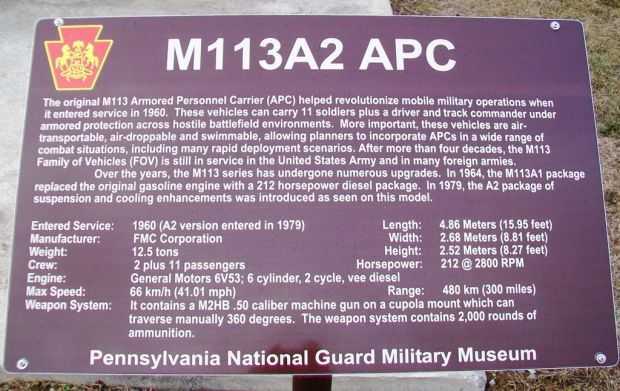 M113A2 APC
The original M113 Armored Personnel Carrier (APC) helped revolutionize mobile military operations when
it entered service in 1960. These vehicles can carry 11 soldiers plus a driver and track commander under
armored protection across hostile battlefield environments. More important, these vehicles are air-
transportable, air-droppable and swimmable, allowing planners to incorporate APCs in a wide range of
combat situations, including many rapid deployment scenarios. After more than four decades, the M113
Family of Vehicles (FOV) is still in service in the United States Army and in many foreign armies.
Over the years, the M113 series has undergone numerous upgrades. In 1964, the M113A1 package
replaced the original gasoline engine with a 212 horsepower diesel package. In 1979, the A2 package of
suspension and cooling enhancements was introduced as seen on this model.
Entered Service: 1960 (A2 version entered in 1979) Length: 4.86 Meters (15.95 feet)
Manufacturer: FMC Corporation Width: 2.68 Meters (8.81 feet)
Weight: 12.5 tons Height: 2.52 Meters (8.27 feet)
Crew: 2 plus 11 passengers Horsepower: 212 @ 2800 RPM
Engine: General Motors 6V53; 6 cylinder, 2 cycle, vee diesel
Max Speed: 66 km/h (41.01 mph) Range: 480 km (300 miles)
Weapon System: It contains a M2HB .50 caliber machine gun on a cupola mount which can
traverse manually 360 degrees. The weapon system contains 2,000 rounds of
ammunition.
Pennsylvania National Guard Military Museum